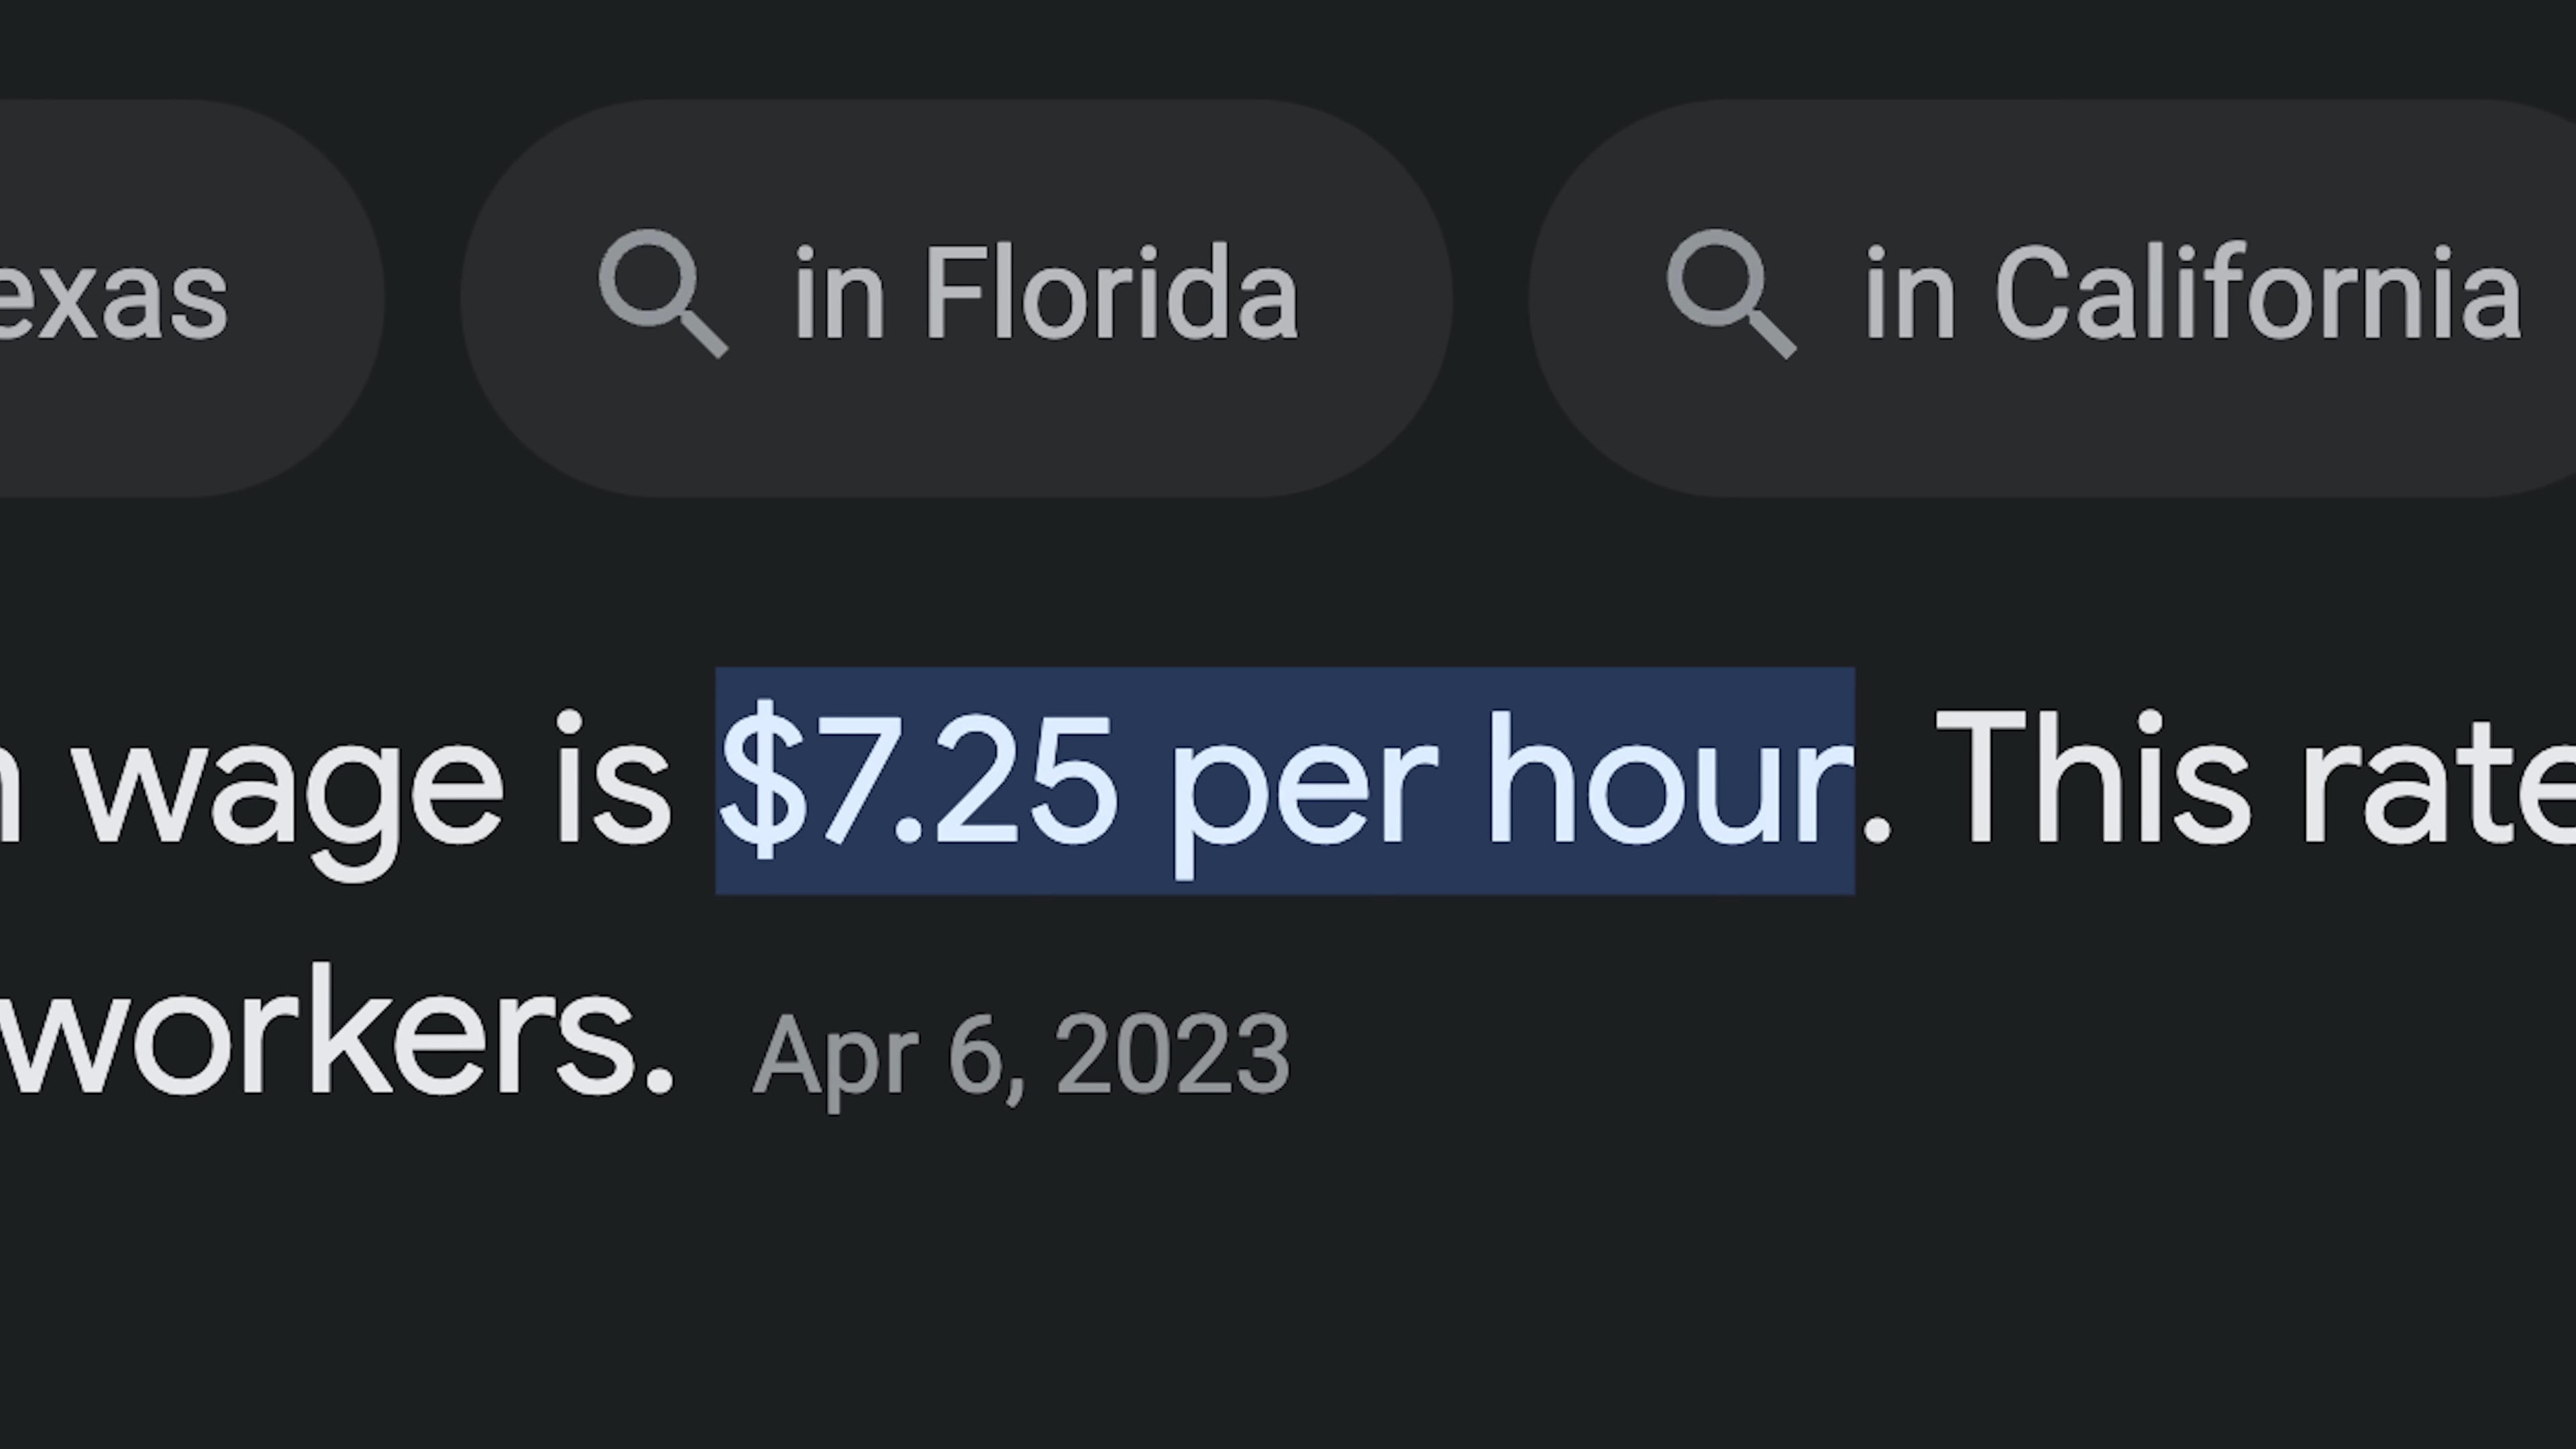 exas in Florida in California
wage is $7.25 per hour. This rate
workers. Apr 6, 2023